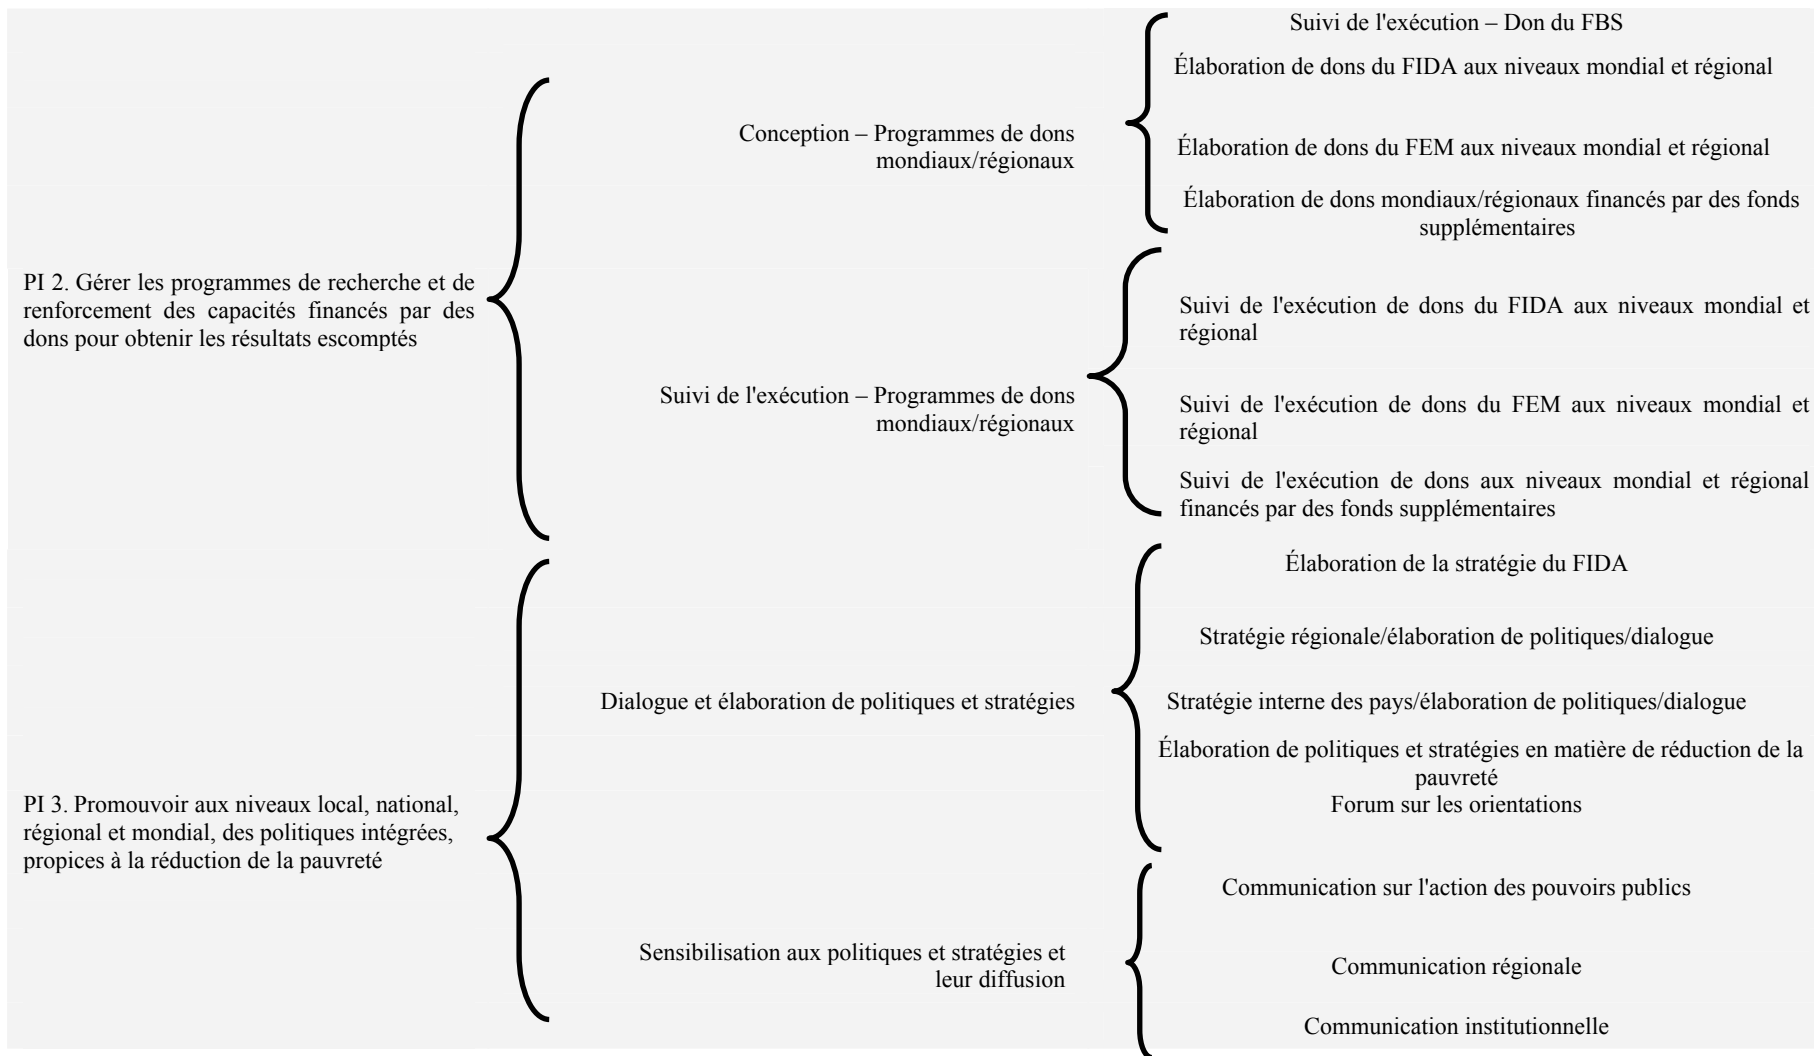 PI 2. Gérer les programmes de recherche et de
renforcement des capacités financés par des
dons pour obtenir les résultats escomptés
Conception – Programmes de dons
mondiaux/régionaux
Suivi de l'exécution – Don du FBS
Élaboration de dons du FIDA aux niveaux mondial et régional
Élaboration de dons du FEM aux niveaux mondial et régional
Élaboration de dons mondiaux/régionaux financés par des fonds
supplémentaires
Suivi de l'exécution – Programmes de dons
mondiaux/régionaux
Suivi de l'exécution de dons du FIDA aux niveaux mondial et
régional
Suivi de l'exécution de dons du FEM aux niveaux mondial et
régional
Suivi de l'exécution de dons aux niveaux mondial et régional
financés par des fonds supplémentaires
PI 3. Promouvoir aux niveaux local, national,
régional et mondial, des politiques intégrées,
propices à la réduction de la pauvreté
Dialogue et élaboration de politiques et stratégies
Élaboration de la stratégie du FIDA
Stratégie régionale/élaboration de politiques/dialogue
Stratégie interne des pays/élaboration de politiques/dialogue
Élaboration de politiques et stratégies en matière de réduction de la
pauvreté
Forum sur les orientations
Sensibilisation aux politiques et stratégies et
leur diffusion
Communication sur l'action des pouvoirs publics
Communication régionale
Communication institutionnelle